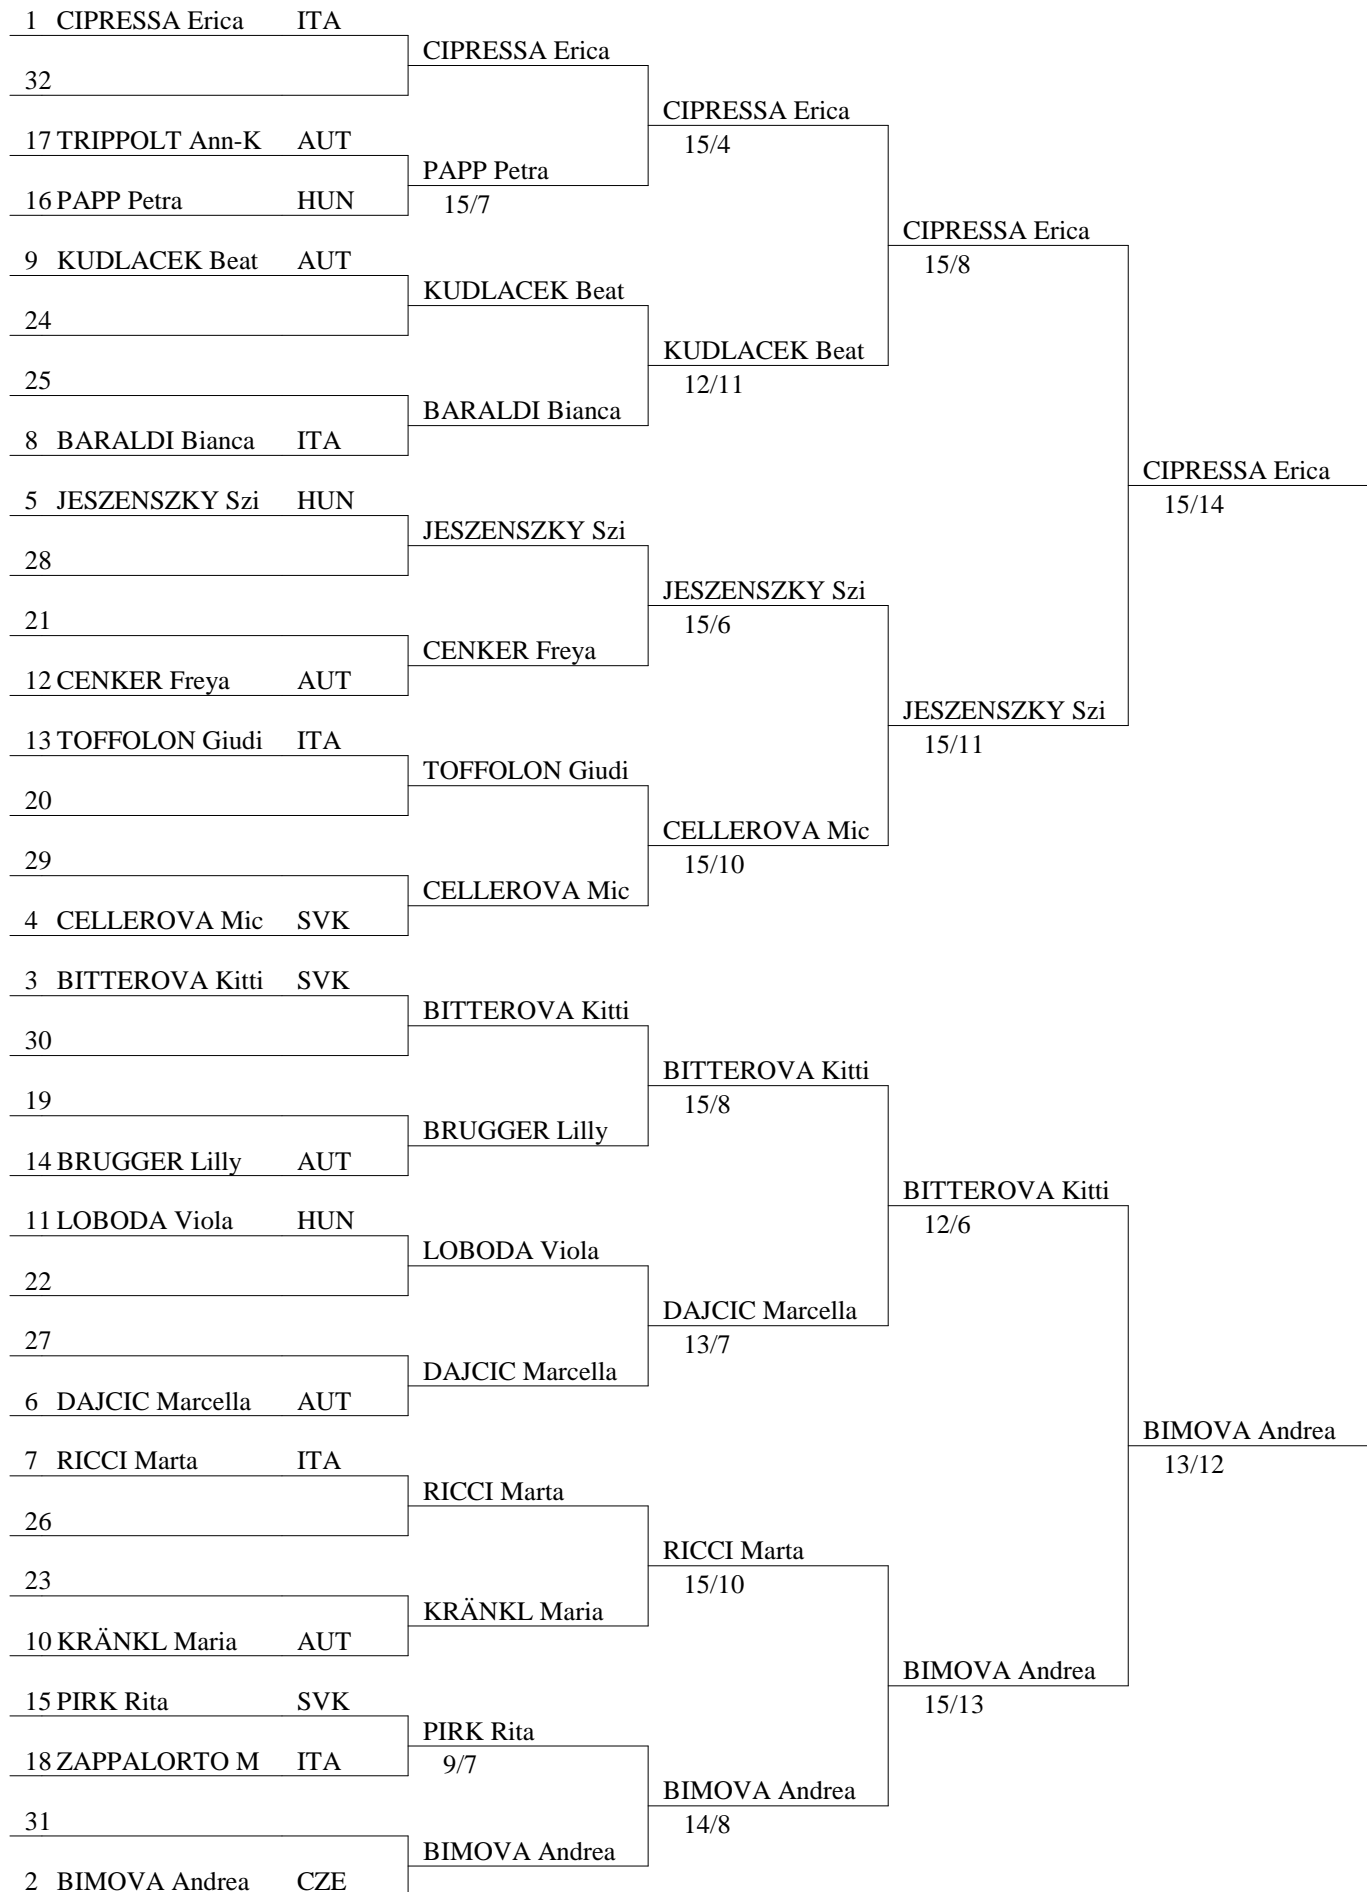 1 CIPRESSA Erica ITA
CIPRESSA Erica
32
CIPRESSA Erica
15/4
17 TRIPPOLT Ann-K AUT
PAPP Petra
15/7
16 PAPP Petra HUN
CIPRESSA Erica
15/8
9 KUDLACEK Beat AUT
KUDLACEK Beat
24
KUDLACEK Beat
12/11
25
BARALDI Bianca
8 BARALDI Bianca ITA
CIPRESSA Erica
15/14
5 JESZENSZKY Szi HUN
JESZENSZKY Szi
28
JESZENSZKY Szi
15/6
21
CENKER Freya
12 CENKER Freya AUT
JESZENSZKY Szi
15/11
13 TOFFOLON Giudi ITA
TOFFOLON Giudi
20
CELLEROVA Mic
15/10
29
CELLEROVA Mic
4 CELLEROVA Mic SVK
3 BITTEROVA Kitti SVK
BITTEROVA Kitti
30
BITTEROVA Kitti
15/8
19
BRUGGER Lilly
14 BRUGGER Lilly AUT
BITTEROVA Kitti
12/6
11 LOBODA Viola HUN
LOBODA Viola
22
DAJCIC Marcella
13/7
27
DAJCIC Marcella
6 DAJCIC Marcella AUT
BIMOVA Andrea
13/12
7 RICCI Marta ITA
RICCI Marta
26
RICCI Marta
15/10
23
KRÄNKL Maria
10 KRÄNKL Maria AUT
BIMOVA Andrea
15/13
15 PIRK Rita SVK
PIRK Rita
9/7
18 ZAPPALORTO M ITA
BIMOVA Andrea
14/8
31
BIMOVA Andrea
2 BIMOVA Andrea CZE